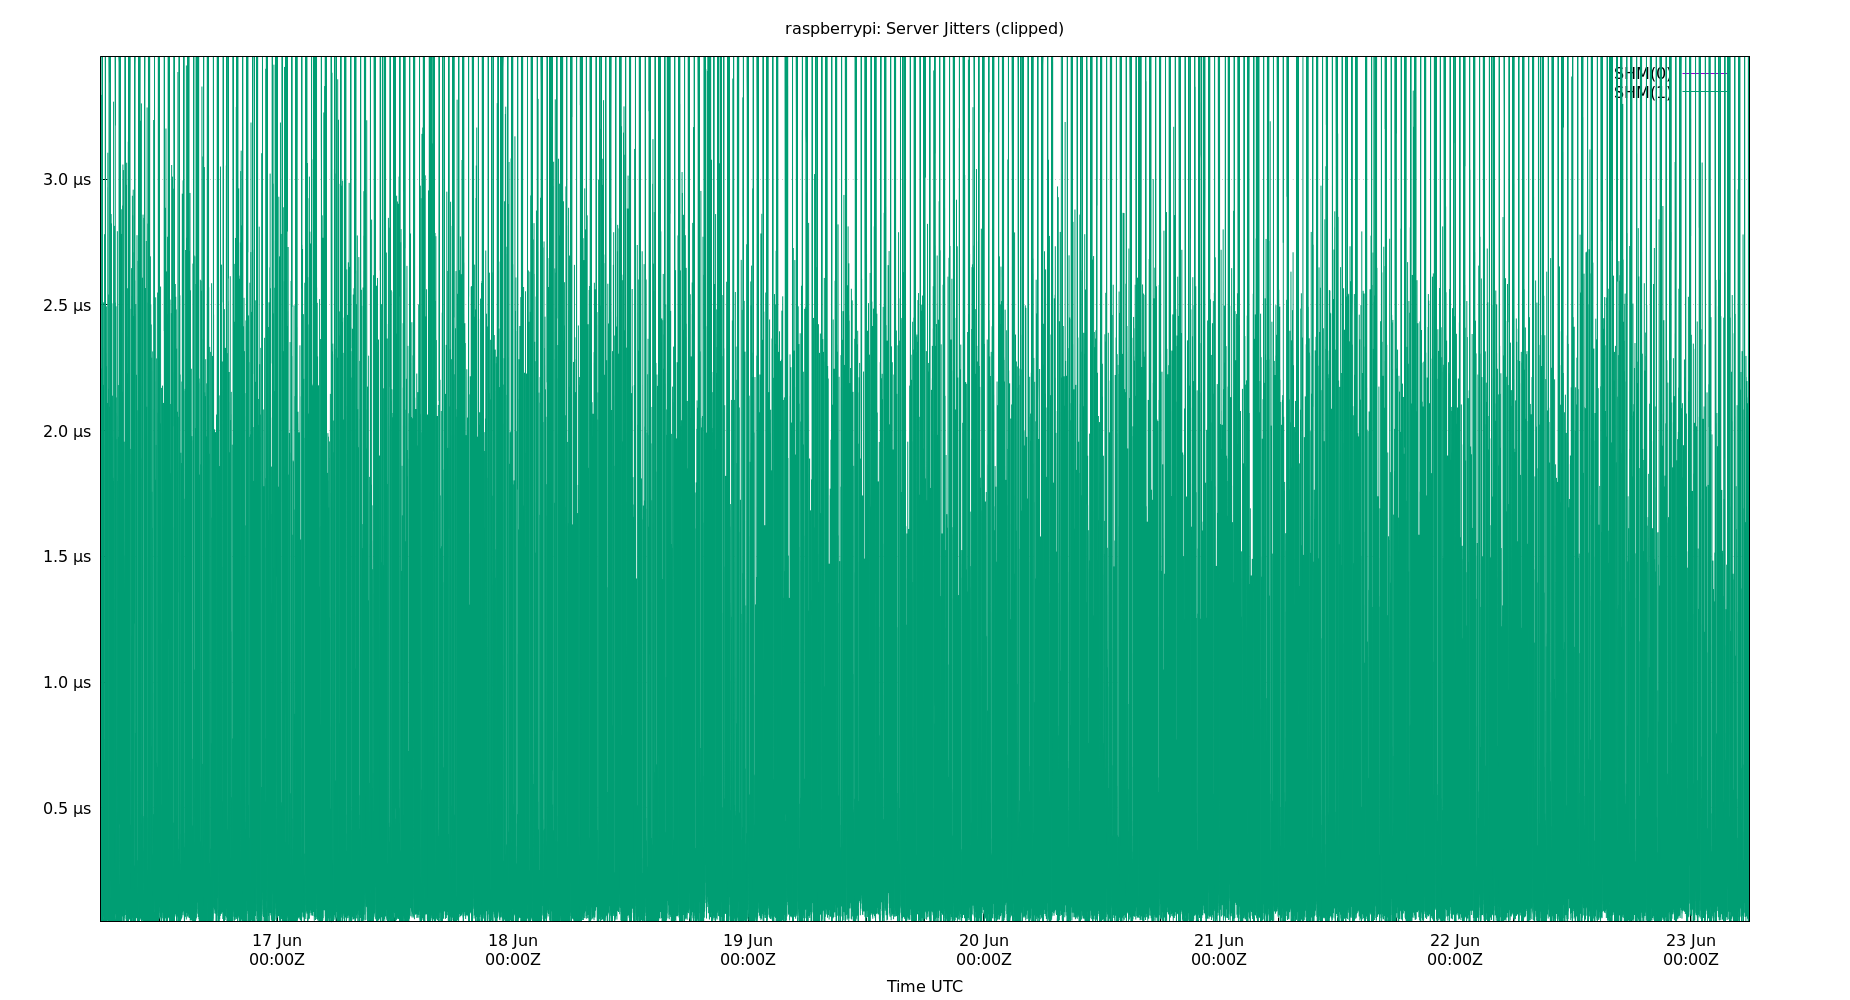 raspberrypi: Server Jitters (clipped)
SHM(0)
SHM(1)
3.0 µs
2.5 µs
2.0 µs
1.5 µs
1.0 µs
0.5 µs
17 Jun 18 Jun 19 Jun 20 Jun 21 Jun 22 Jun 23 Jun
00:00Z 00:00Z 00:00Z 00:00Z 00:00Z 00:00Z 00:00Z
Time UTC